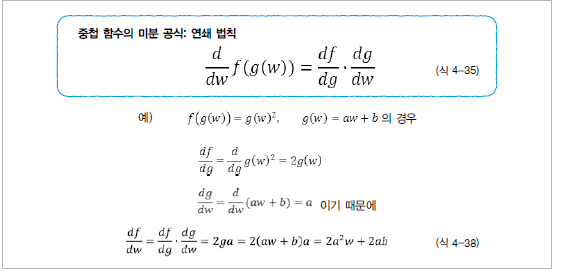 중첩 함수의 미분 공식: 연쇄 법칙
d/dw f(g(w)) = df/dg · dg/dw (식 4–35)
예) f(g(w)) = g(w)², g(w) = aw + b 의 경우
df/dg = d/dg g(w)² = 2g(w)
dg/dw = d/dw (aw + b) = a 이기 때문에
df/dw = df/dg · dg/dw = 2ga = 2(aw + b)a = 2a²w + 2ab (식 4–38)